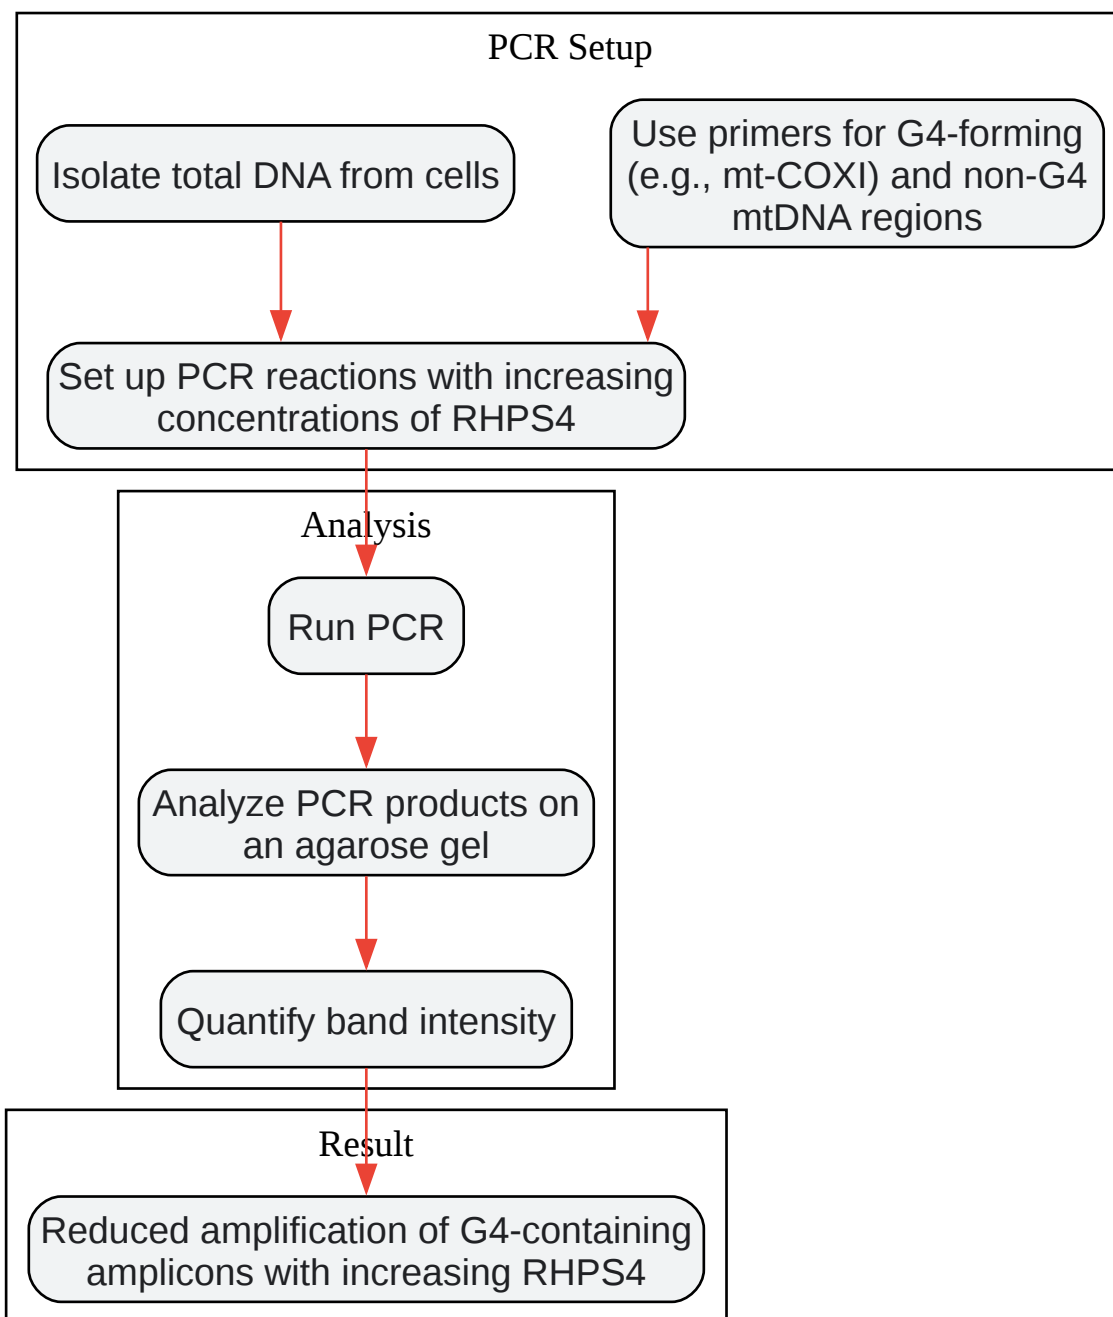 PCR Setup
Isolate total DNA from cells
Use primers for G4-forming
(e.g., mt-COXI) and non-G4
mtDNA regions
Set up PCR reactions with increasing
concentrations of RHPS4
Analysis
Run PCR
Analyze PCR products on
an agarose gel
Quantify band intensity
Result
Reduced amplification of G4-containing
amplicons with increasing RHPS4